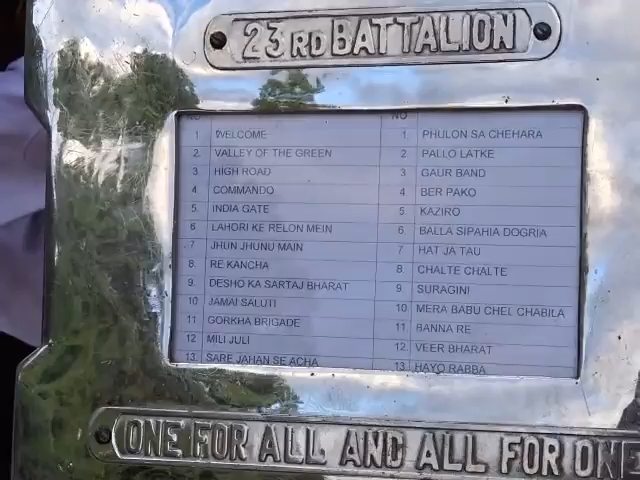 23RD BATTALION
NO NO
1 WELCOME 1. PHULON SA CHEHARA
2. VALLEY OF THE GREEN 2 PALLO LATKE
3 HIGH ROAD 3 GAUR BAND
4. COMMANDO 4 BER PAKO
5. INDIA GATE 5. KAZIRO
6 LAHORI KE RELON MEIN 6 BALLA SIPAHIA DOGRIA
7 JHUN JHUNU MAIN 7 HAT JA TAU
8. RE KANCHA 8. CHALTE CHALTE
9. DESHO KA SARTAJ BHARAT 9 SURAGINI
10 JAMAI SALUTI 10 MERA BABU CHEL CHABILA
11 GORKHA BRIGADE 11 BANNA RE
12 MILI JULI 12. VEER BHARAT
13. SARE JAHAN SE ACHA 13. HAYO RABBA
ONE FOR ALL AND ALL FOR ONE